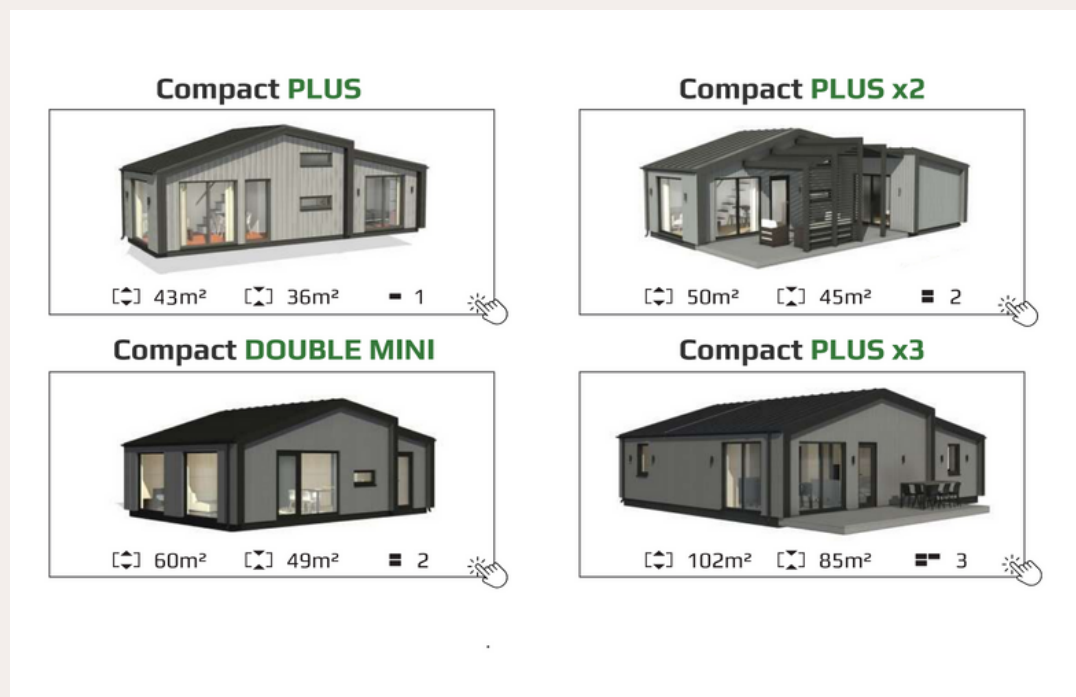 Compact PLUS
Compact PLUS x2
43m² 36m² 1
50m² 45m² 2
Compact DOUBLE MINI
Compact PLUS x3
60m² 49m² 2
102m² 85m² 3